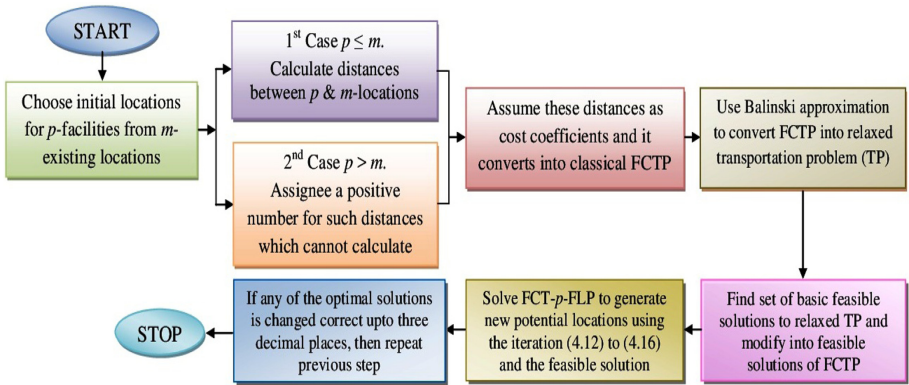 START
Choose initial locations
for p-facilities from m-
existing locations
1st Case p ≤ m.
Calculate distances
between p & m-locations
2nd Case p > m.
Assignee a positive
number for such distances
which cannot calculate
Assume these distances as
cost coefficients and it
converts into classical FCTP
Use Balinski approximation
to convert FCTP into relaxed
transportation problem (TP)
Find set of basic feasible
solutions to relaxed TP and
modify into feasible
solutions of FCTP
Solve FCT-p-FLP to generate
new potential locations using
the iteration (4.12) to (4.16)
and the feasible solution
If any of the optimal solutions
is changed correct upto three
decimal places, then repeat
previous step
STOP